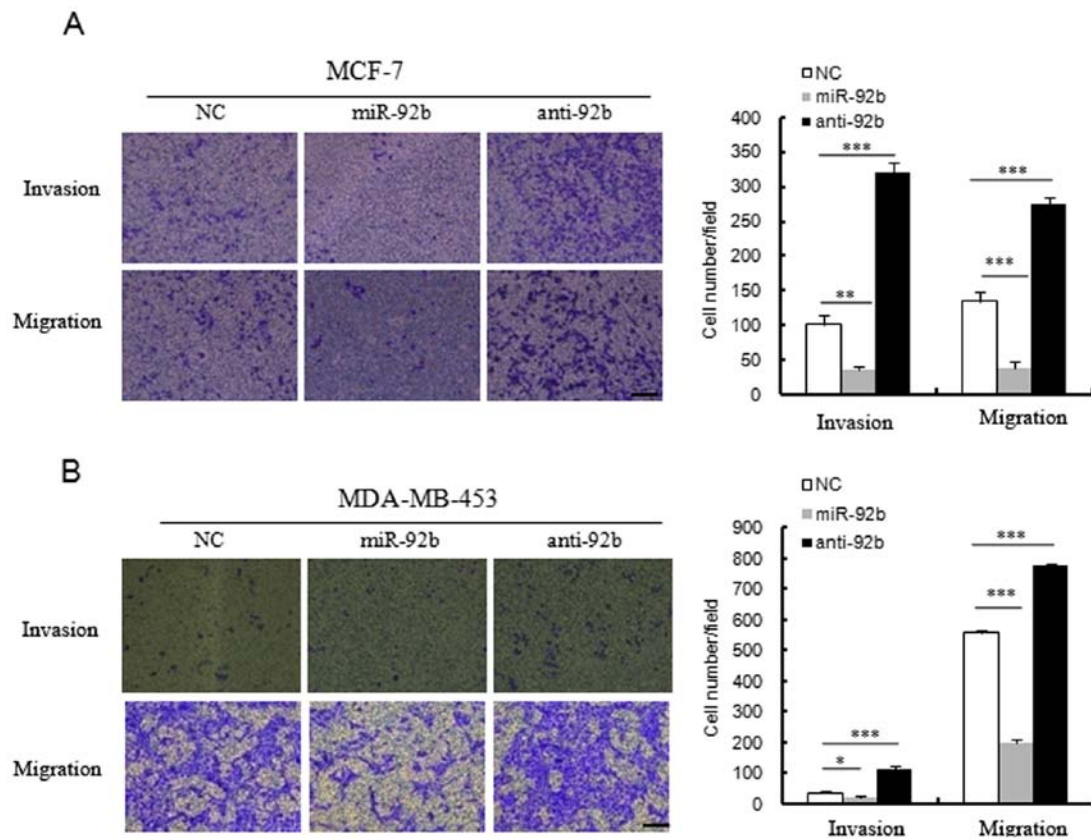 A
MCF-7
NC miR-92b anti-92b
Invasion
Migration
NC
miR-92b
anti-92b
Cell number/field
400
350
300
250
200
150
100
50
0
*** ***
** ***
Invasion Migration
B
MDA-MB-453
NC miR-92b anti-92b
Invasion
Migration
NC
miR-92b
anti-92b
Cell number/field
900
800
700
600
500
400
300
200
100
0
***
***
***
*
Invasion Migration